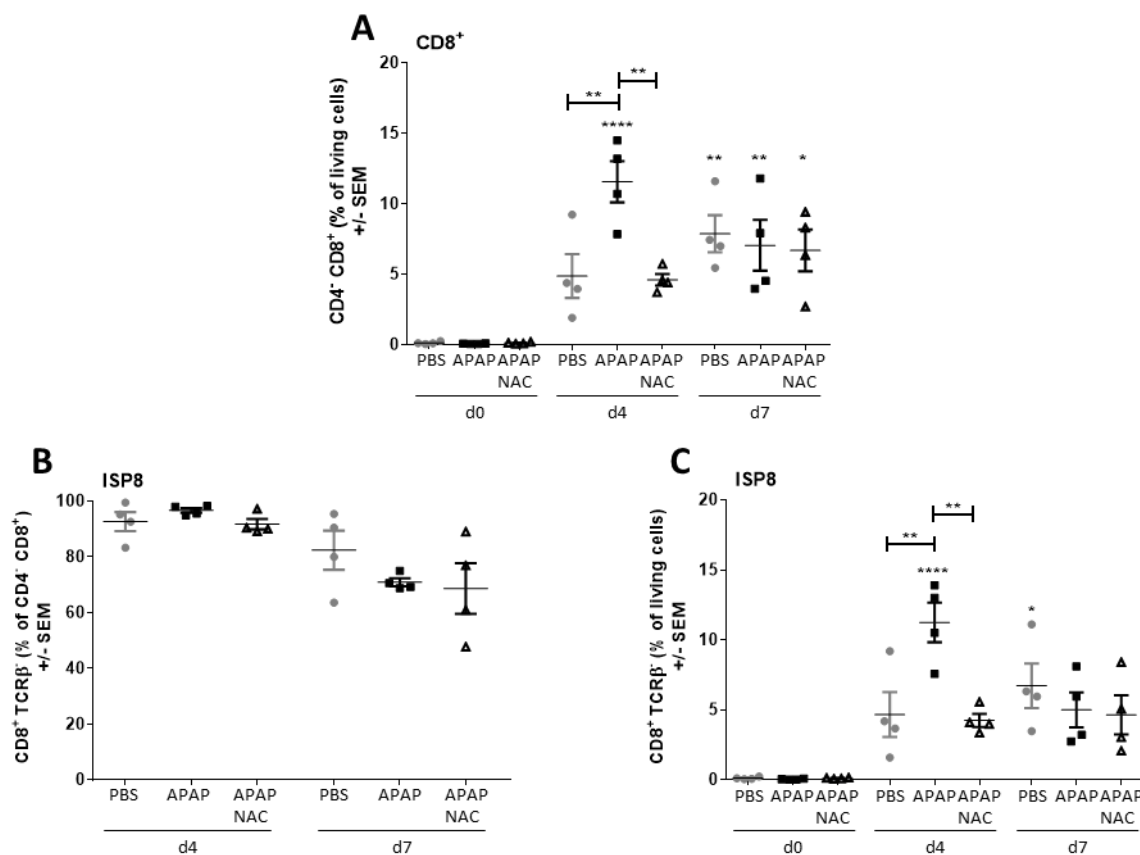 A
CD8⁺
CD4⁻ CD8⁺ (% of living cells)
+/- SEM
20
15
10
5
0
**
**
****
**
**
*
PBS APAP APAP PBS APAP APAP PBS APAP APAP
NAC NAC NAC
d0 d4 d7
B
ISP8
CD8⁺ TCRβ⁻ (% of CD4⁻ CD8⁺)
+/- SEM
100
80
60
40
20
0
PBS APAP APAP PBS APAP APAP
NAC NAC
d4 d7
C
ISP8
CD8⁺ TCRβ⁻ (% of living cells)
+/- SEM
20
15
10
5
0
**
**
****
*
PBS APAP APAP PBS APAP APAP PBS APAP APAP
NAC NAC NAC
d0 d4 d7